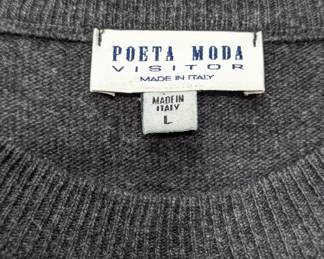 POETA MODA
VISITOR
MADE IN ITALY
MADE IN
ITALY
L